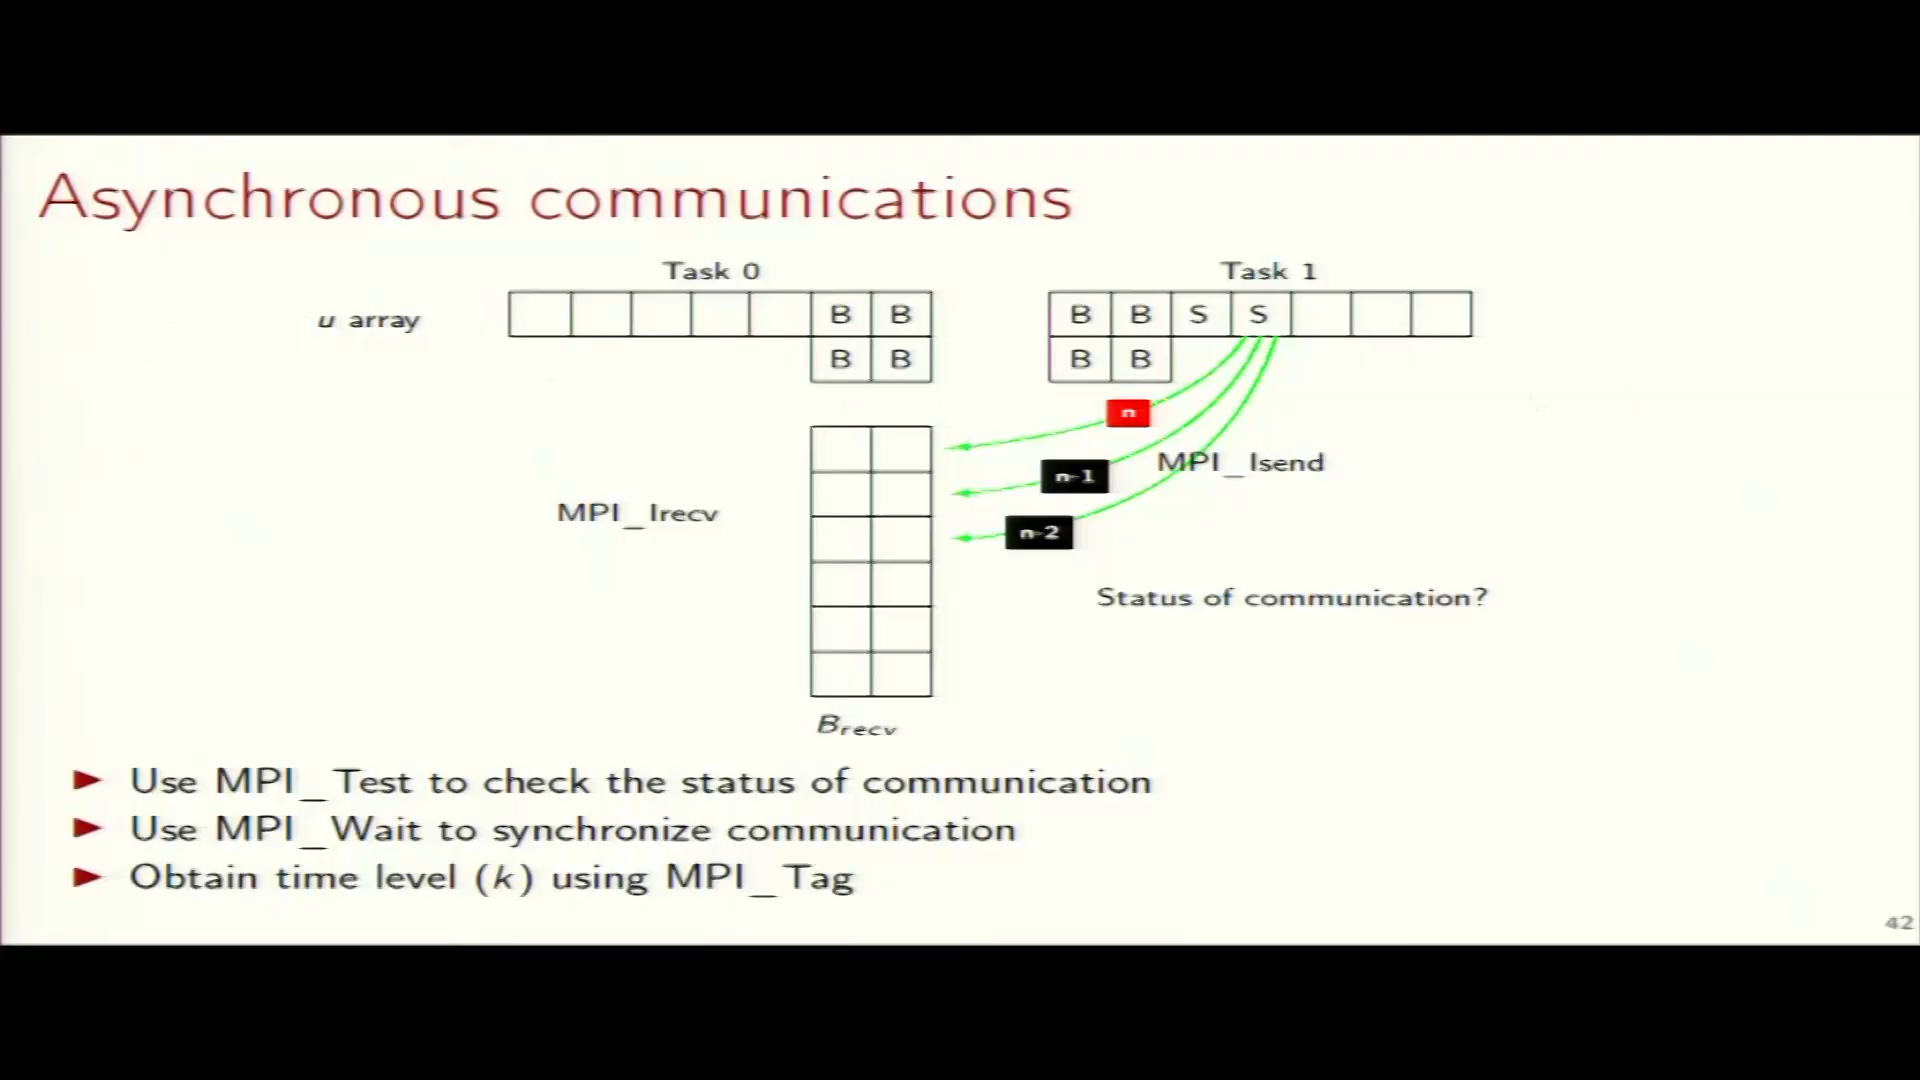 Asynchronous communications
Task 0
Task 1
u array
B B
B B S S
B B
B B
n
n-1
MPI_Isend
MPI_Irecv
n-2
Status of communication?
Brecv
Use MPI_Test to check the status of communication
Use MPI_Wait to synchronize communication
Obtain time level (k) using MPI_Tag
42